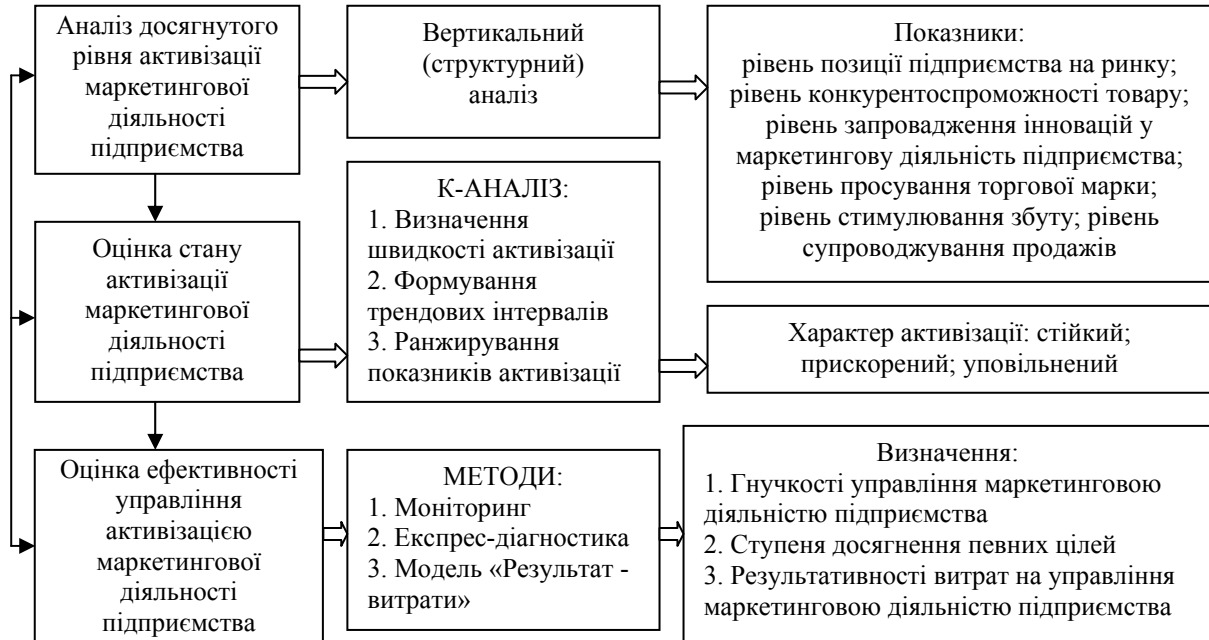 Аналіз досягнутого
рівня активізації
маркетингової
діяльності
підприємства
Вертикальний
(структурний)
аналіз
Показники:
рівень позиції підприємства на ринку;
рівень конкурентоспроможності товару;
рівень запровадження інновацій у
маркетингову діяльність підприємства;
рівень просування торгової марки;
рівень стимулювання збуту; рівень
супроводжування продажів
Оцінка стану
активізації
маркетингової
діяльності
підприємства
К-АНАЛІЗ:
1. Визначення
швидкості активізації
2. Формування
трендових інтервалів
3. Ранжирування
показників активізації
Характер активізації: стійкий;
прискорений; уповільнений
Оцінка ефективності
управління
активізацією
маркетингової
діяльності
підприємства
МЕТОДИ:
1. Моніторинг
2. Експрес-діагностика
3. Модель «Результат -
витрати»
Визначення:
1. Гнучкості управління маркетинговою
діяльністю підприємства
2. Ступеня досягнення певних цілей
3. Результативності витрат на управління
маркетинговою діяльністю підприємства